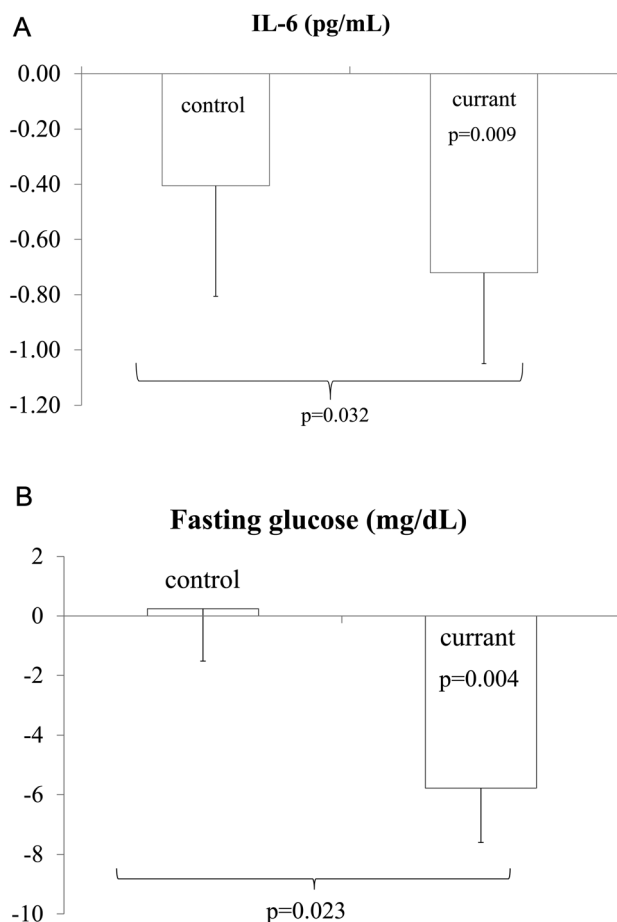 A
IL-6 (pg/mL)
0.00
-0.20
-0.40
-0.60
-0.80
-1.00
-1.20
control
currant
p=0.009
p=0.032
B
Fasting glucose (mg/dL)
2
0
-2
-4
-6
-8
-10
control
currant
p=0.004
p=0.023